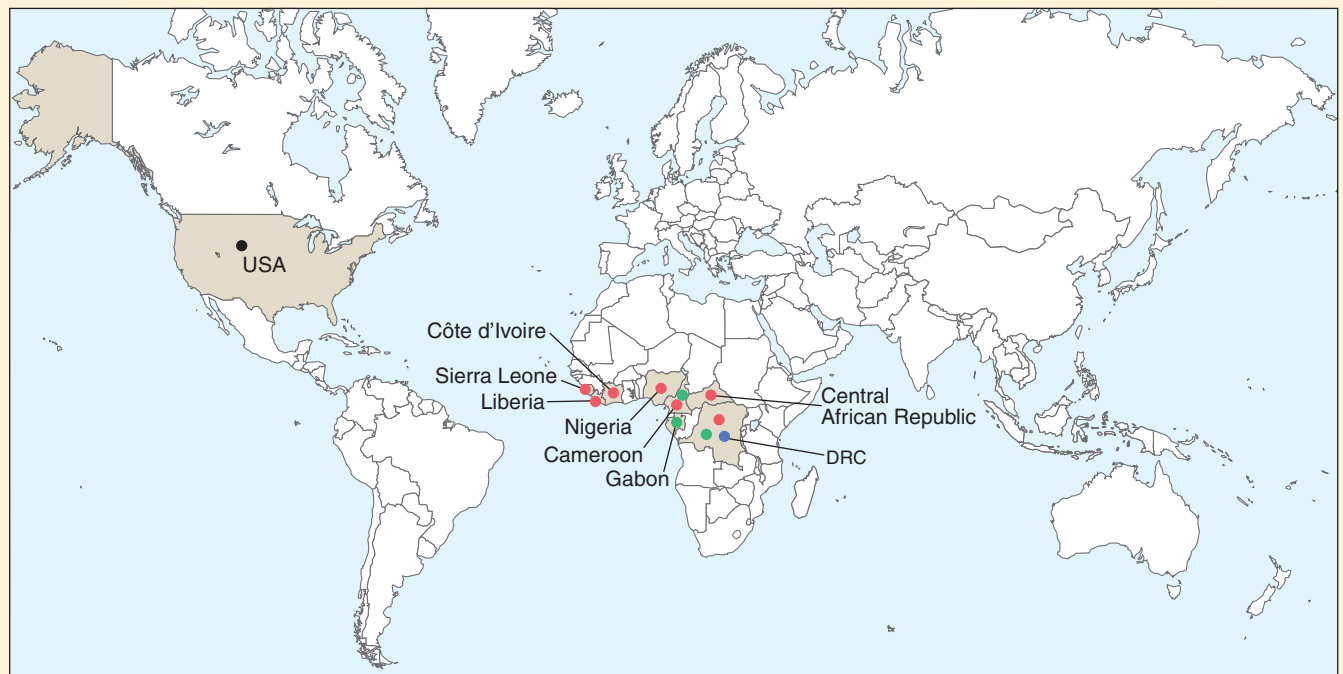 USA
Côte d’Ivoire
Sierra Leone
Liberia
Nigeria
Cameroon
Gabon
Central
African Republic
DRC